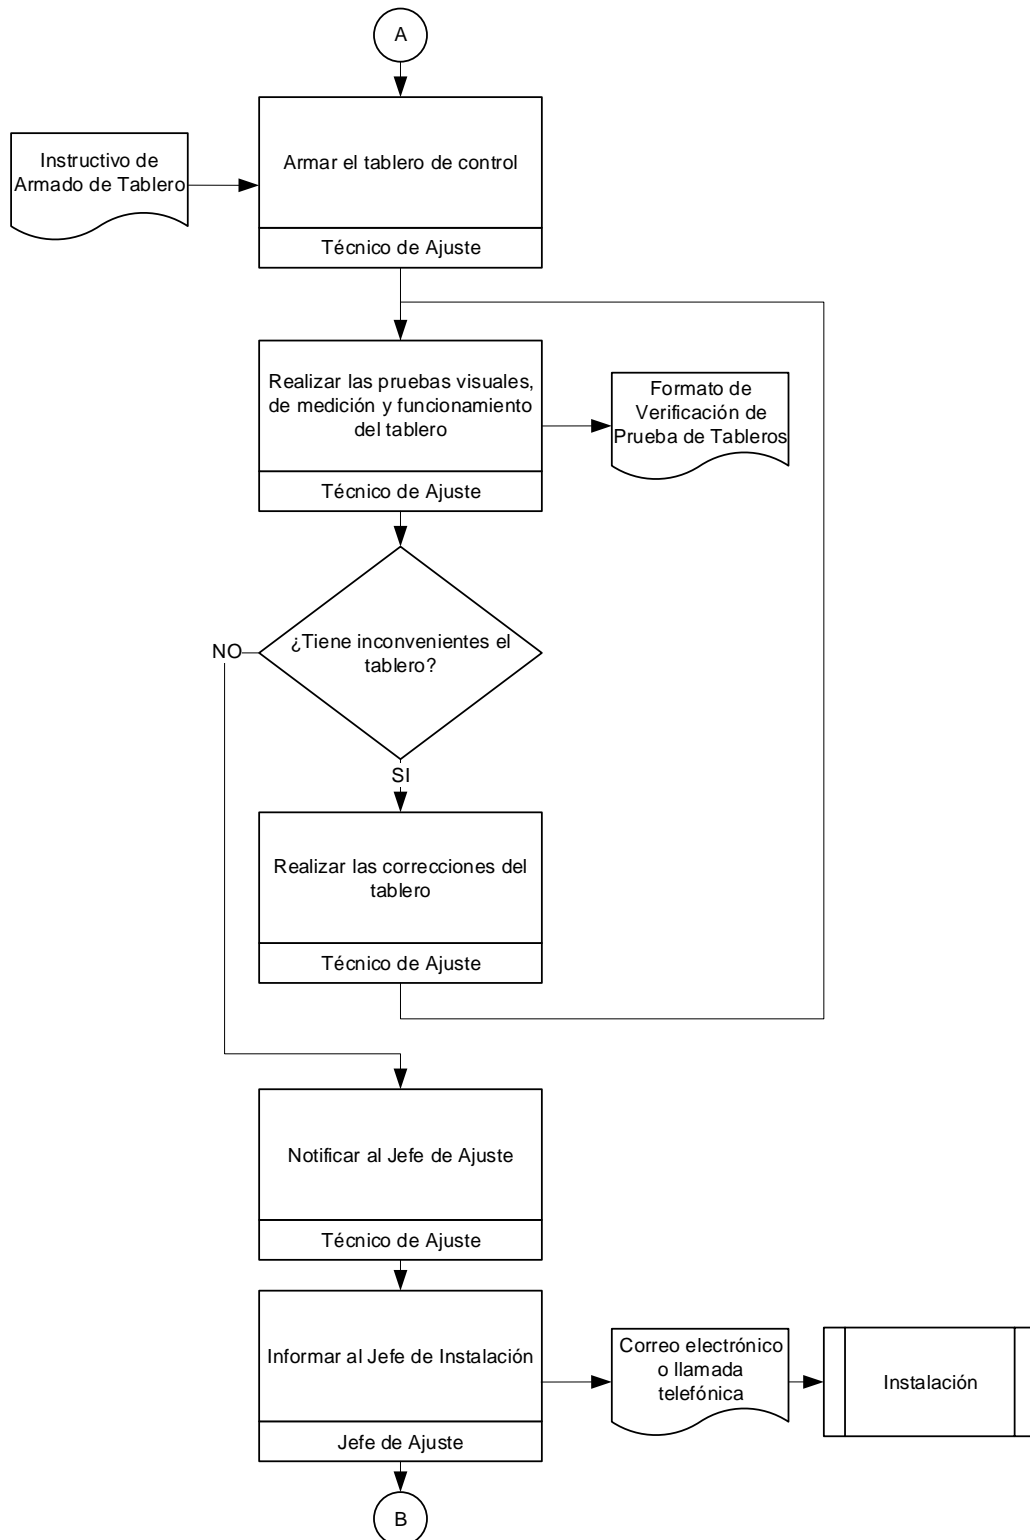 A
Instructivo de
Armado de Tablero
Armar el tablero de control
Técnico de Ajuste
Realizar las pruebas visuales,
de medición y funcionamiento
del tablero
Técnico de Ajuste
Formato de
Verificación de
Prueba de Tableros
¿Tiene inconvenientes el
tablero?
NO
SI
Realizar las correcciones del
tablero
Técnico de Ajuste
Notificar al Jefe de Ajuste
Técnico de Ajuste
Informar al Jefe de Instalación
Jefe de Ajuste
Correo electrónico
o llamada
telefónica
Instalación
B